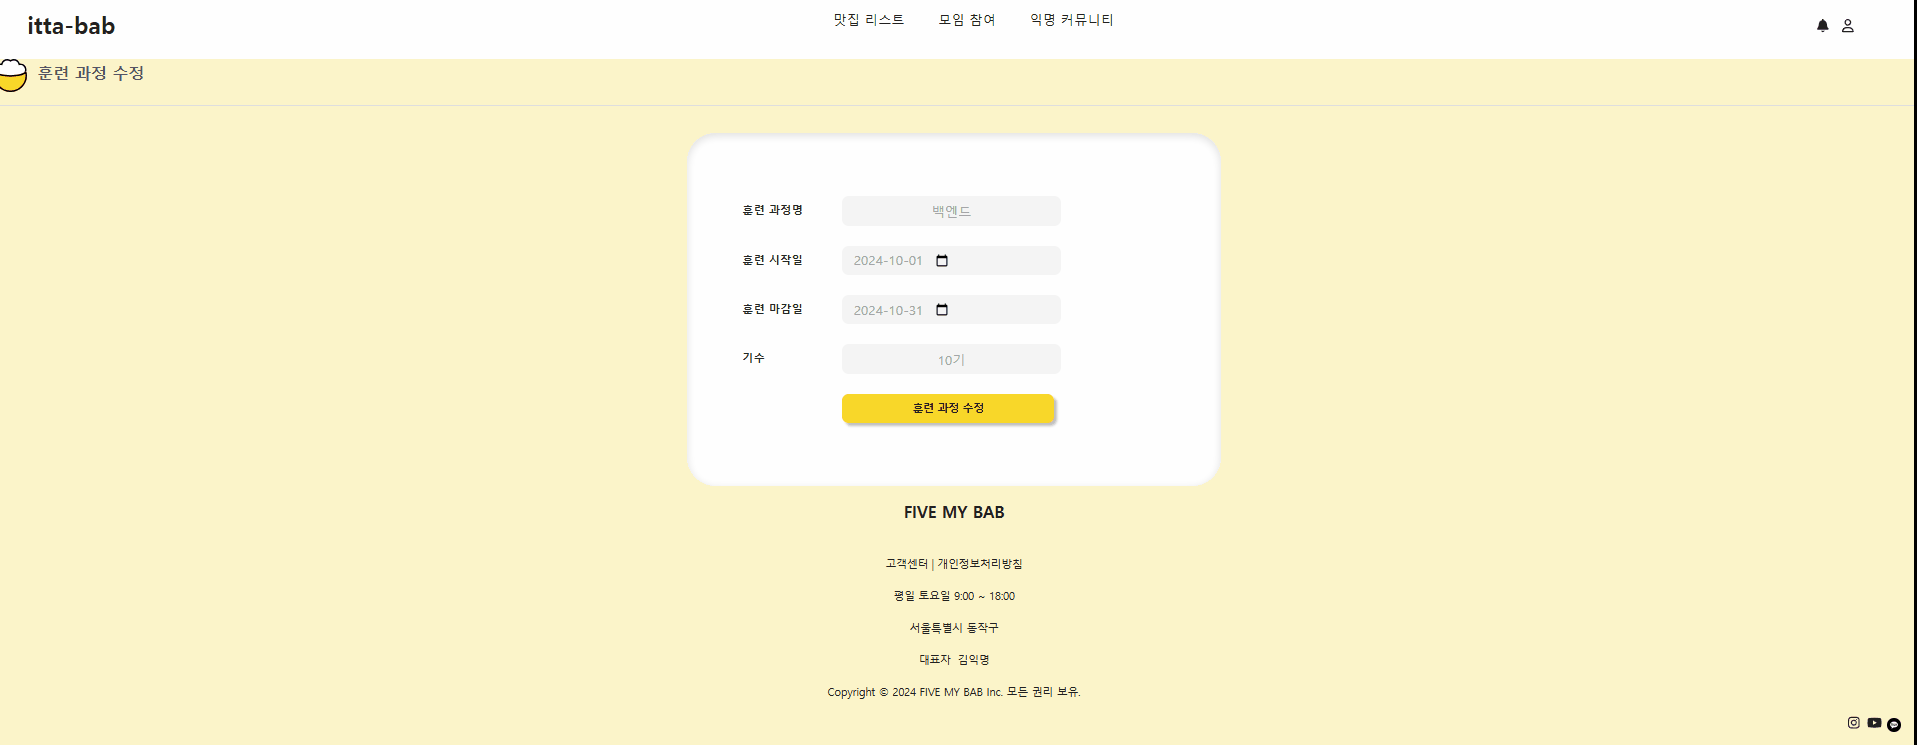 itta-bab
맛집 리스트 모임 참여 익명 커뮤니티
훈련 과정 수정
훈련 과정명 백엔드
훈련 시작일 2024-10-01
훈련 마감일 2024-10-31
기수 10기
훈련 과정 수정
FIVE MY BAB
고객센터 | 개인정보처리방침
평일 토요일 9:00 ~ 18:00
서울특별시 동작구
대표자 김익명
Copyright © 2024 FIVE MY BAB Inc. 모든 권리 보유.